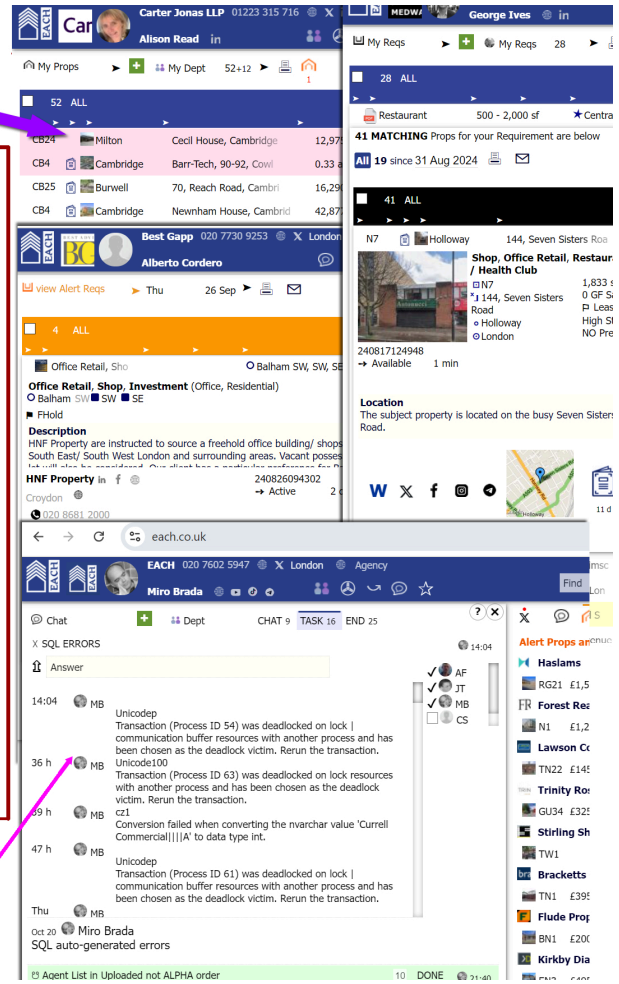 EACH
Car
Carter Jonas LLP 01223 315 716 X
Alison Read in
My Props
My Dept 52+12
1
52 ALL
CB24 Milton Cecil House, Cambridge 12,975
CB4 Cambridge Barr-Tech, 90-92, Cowl 0.33 a
CB25 Burwell 70, Reach Road, Cambri 16,290
CB4 Cambridge Newnham House, Cambrid 42,87
MEDWA
George Ives in
My Reqs
My Reqs 28
28 ALL
Restaurant 500 - 2,000 sf Centra
41 MATCHING Props for your Requirement are below
All 19 since 31 Aug 2024
41 ALL
N7 Holloway 144, Seven Sisters Roa
Shop, Office Retail, Restaura
/ Health Club
N7 1,833 s
144, Seven Sisters 0 GF Sa
Road Leas
Holloway High St
London NO Pre
240817124948
→ Available 1 min
Location
The subject property is located on the busy Seven Sisters
Road.
W X f
Holloway
11 d
EACH
BG
Best Gapp 020 7730 9253 X London
Alberto Cordero
view Alert Reqs
Thu 26 Sep
4 ALL
Office Retail, Sho Balham SW, SW, SE
Office Retail, Shop, Investment (Office, Residential)
Balham SW SW SE
FHold
Description
HNF Property are instructed to source a freehold office building/ shops
South East/ South West London and surrounding areas. Vacant posses
HNF Property in f 240826094302
Croydon → Active 2 d
020 8681 2000
each.co.uk
EACH
EACH
EACH 020 7602 5947 X London Agency
Miro Brada
Find
Chat
Dept
CHAT 9 TASK 16 END 25
? X
X SQL ERRORS 14:04
Answer
AF
JT
MB
CS
14:04 MB
Unicodep
Transaction (Process ID 54) was deadlocked on lock |
communication buffer resources with another process and has
been chosen as the deadlock victim. Rerun the transaction.
36 h MB Unicode100
Transaction (Process ID 63) was deadlocked on lock resources
with another process and has been chosen as the deadlock
victim. Rerun the transaction.
39 h MB cz1
Conversion failed when converting the nvarchar value 'Currell
Commercial||||A' to data type int.
47 h MB
Unicodep
Transaction (Process ID 61) was deadlocked on lock |
communication buffer resources with another process and has
been chosen as the deadlock victim. Rerun the transaction.
Thu MB
Oct 20 Miro Brada
SQL auto-generated errors
Agent List in Uploaded not ALPHA order 10 DONE 21:40
imsc
Lon
S
Alert Props ar
Haslams
RG21 £1,5
FR Forest Rea
N1 £1,2
Lawson Co
TN22 £145
Trinity Ros
GU34 £325
Stirling Sh
TW1
bra Bracketts
TN1 £395
F Flude Prop
BN1 £200
Kirkby Dia